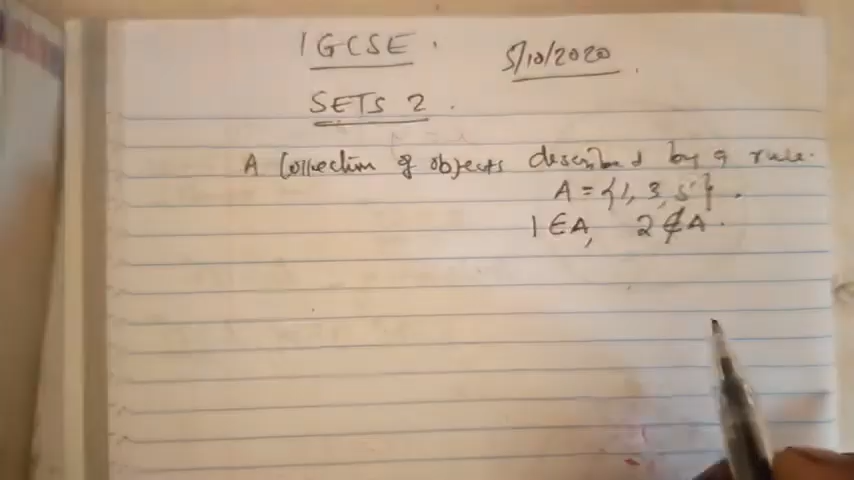 IGCSE.
5/10/2020.
SETS 2.
A Collection of objects described by a rule.
A = {1, 3, 5}.
1 ∈ A, 2 ∉ A.